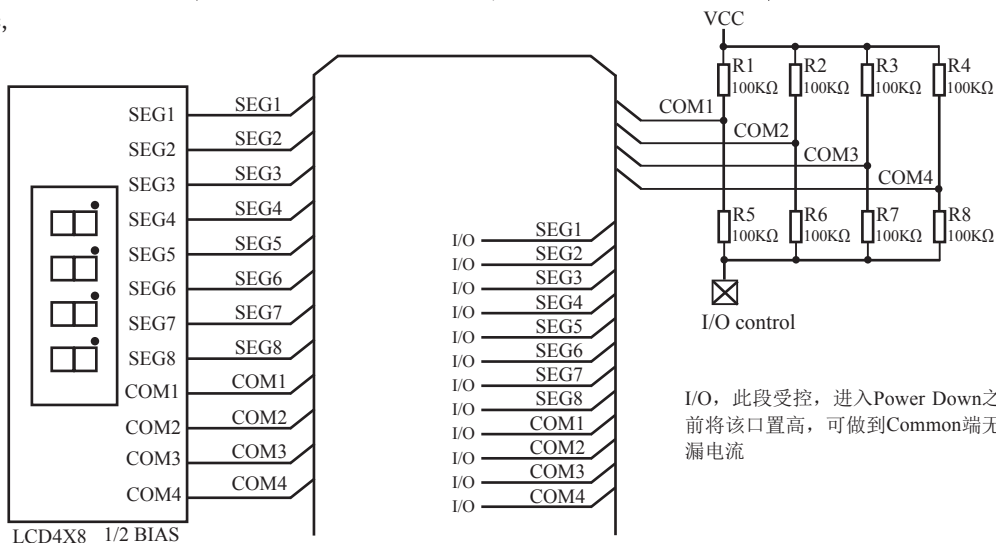 VCC
R1
100KΩ
R2
100KΩ
R3
100KΩ
R4
100KΩ
COM1
COM2
COM3
COM4
R5
100KΩ
R6
100KΩ
R7
100KΩ
R8
100KΩ
I/O control
SEG1
SEG2
SEG3
SEG4
SEG5
SEG6
SEG7
SEG8
COM1
COM2
COM3
COM4
SEG1
SEG2
SEG3
SEG4
SEG5
SEG6
SEG7
SEG8
COM1
COM2
COM3
COM4
LCD4X8 1/2 BIAS
I/O SEG1
I/O SEG2
I/O SEG3
I/O SEG4
I/O SEG5
I/O SEG6
I/O SEG7
I/O SEG8
I/O COM1
I/O COM2
I/O COM3
I/O COM4
I/O，此段受控，进入Power Down之
前将该口置高，可做到Common端无
漏电流